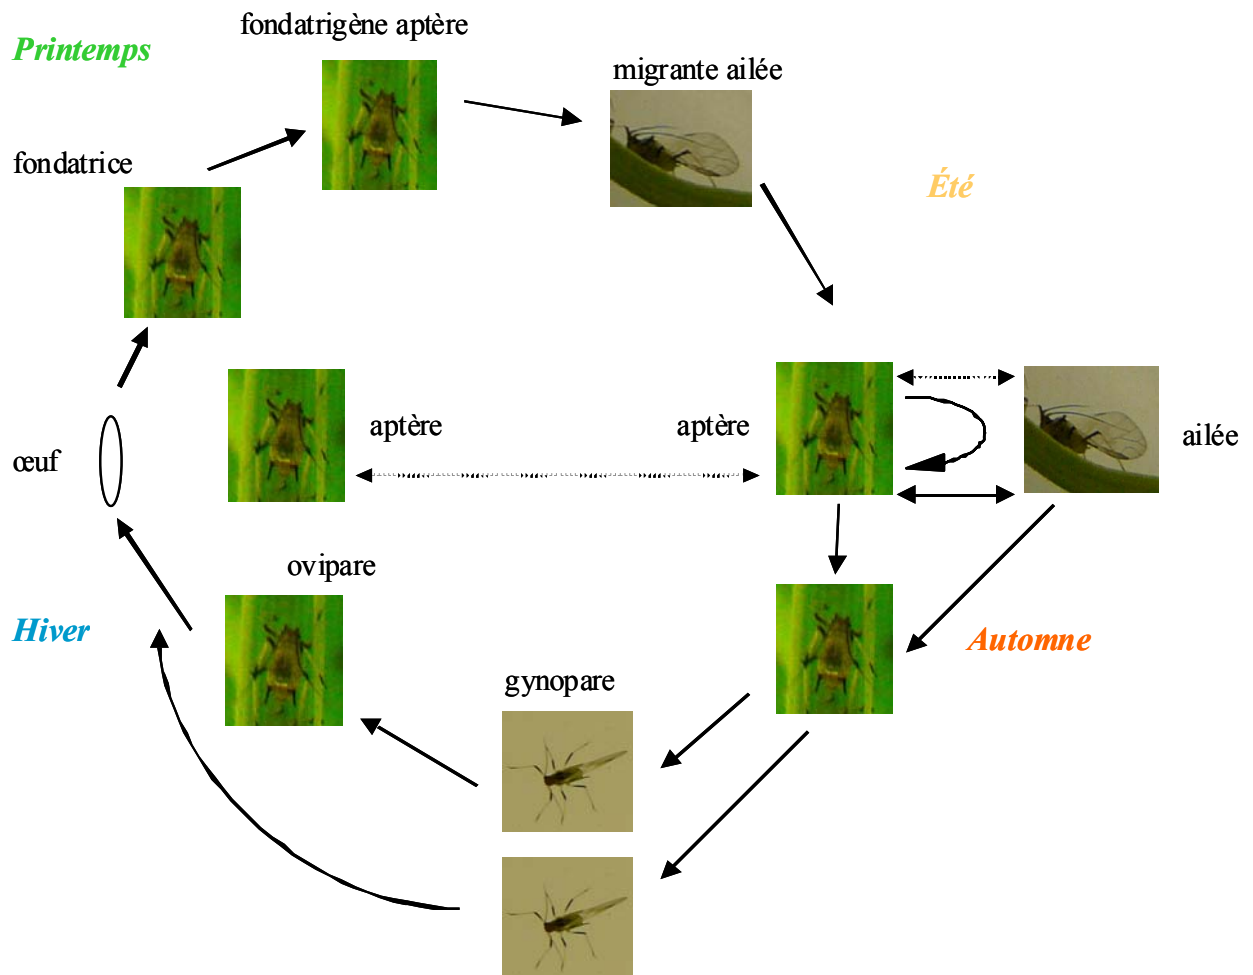 fondatrigène aptère
Printemps
migrante ailée
fondatrice
Été
aptère
aptère
ailée
œuf
ovipare
Hiver
Automne
gynopare